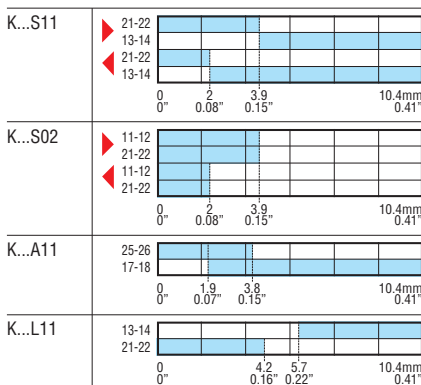 K...S11
21-22
13-14
21-22
13-14
0 2 3.9 10.4mm
0" 0.08" 0.15" 0.41"
K...S02
11-12
21-22
11-12
21-22
0 2 3.9 10.4mm
0" 0.08" 0.15" 0.41"
K...A11
25-26
17-18
0 1.9 3.8 10.4mm
0" 0.07" 0.15" 0.41"
K...L11
13-14
21-22
0 4.2 5.7 10.4mm
0" 0.16" 0.22" 0.41"